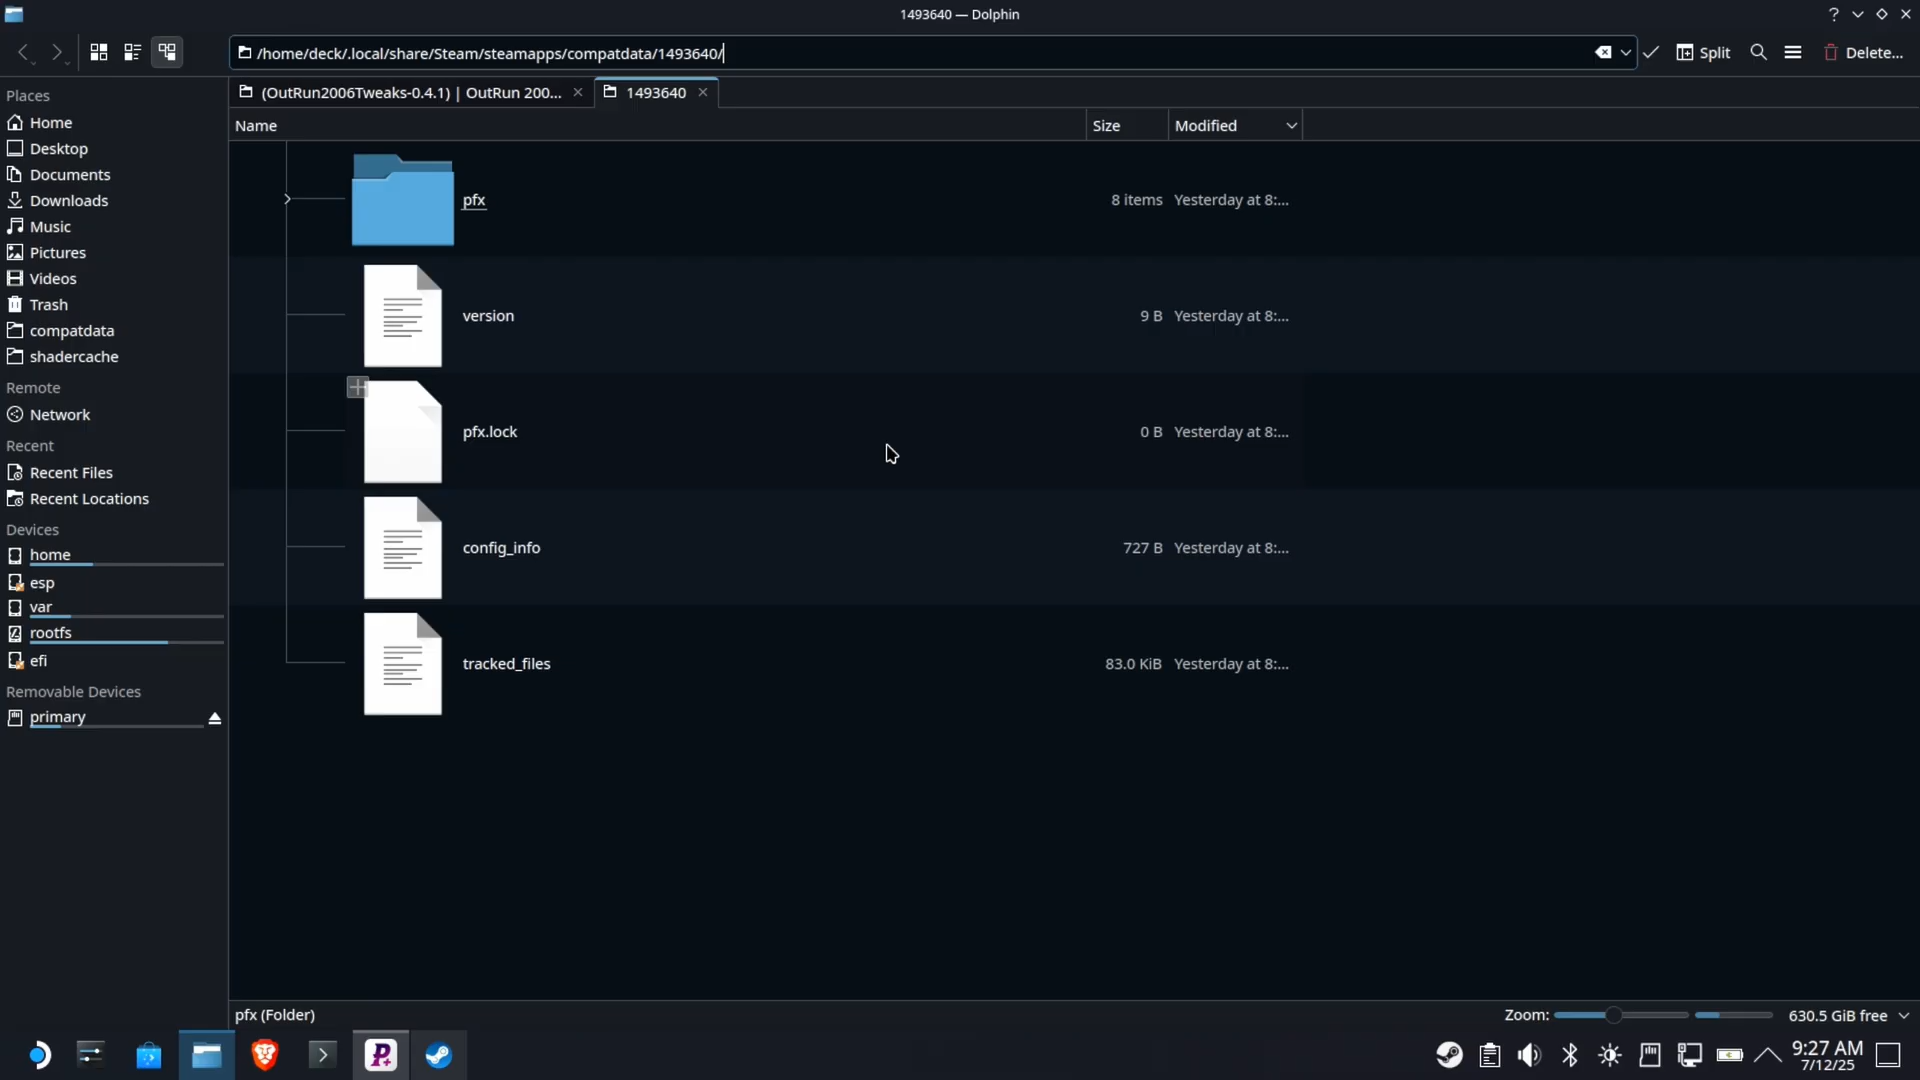 1493640 — Dolphin
/home/deck/.local/share/Steam/steamapps/compatdata/1493640/
Split
Delete...
(OutRun2006Tweaks-0.4.1) | OutRun 200...
1493640
Places
Home
Desktop
Documents
Downloads
Music
Pictures
Videos
Trash
compatdata
shadercache
Remote
Network
Recent
Recent Files
Recent Locations
Devices
home
esp
var
rootfs
efi
Removable Devices
primary
Name Size Modified
pfx 8 items Yesterday at 8:...
version 9 B Yesterday at 8:...
pfx.lock 0 B Yesterday at 8:...
config_info 727 B Yesterday at 8:...
tracked_files 83.0 KiB Yesterday at 8:...
pfx (Folder)
Zoom:
630.5 GiB free
9:27 AM
7/12/25